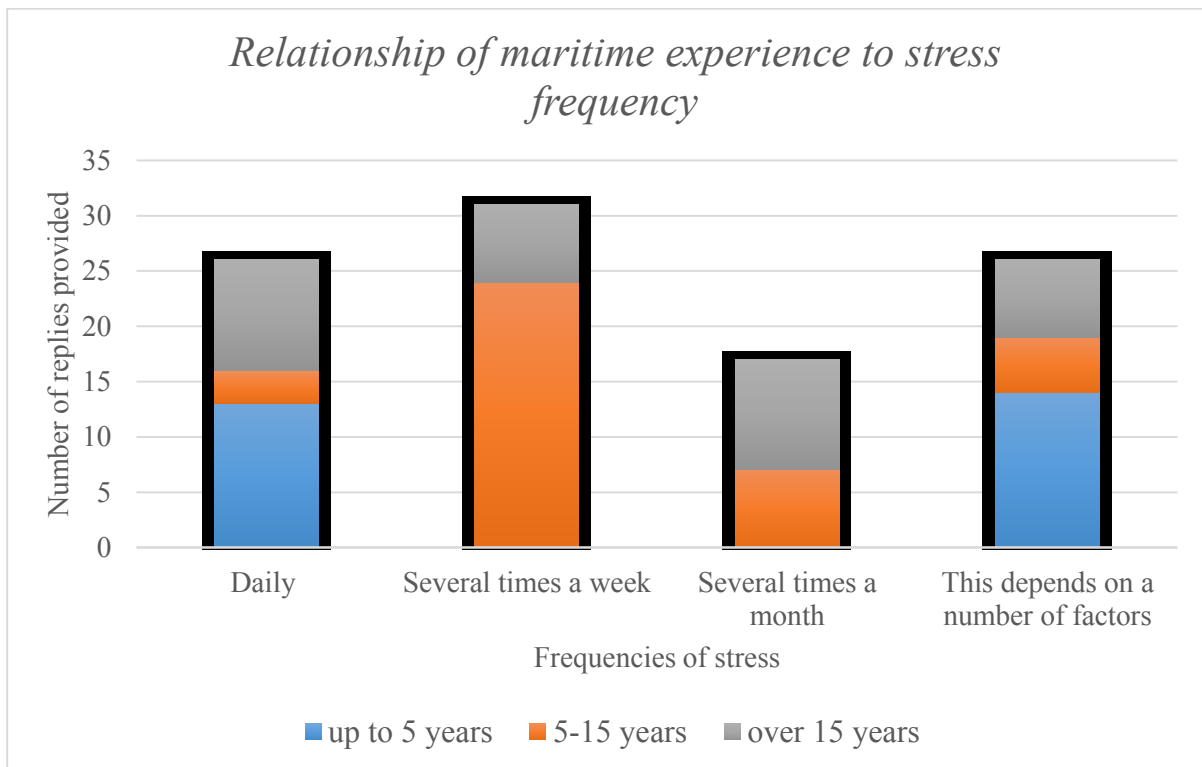 Relationship of maritime experience to stress
frequency
Number of replies provided
35
30
25
20
15
10
5
0
Daily
Several times a week
Several times a
month
This depends on a
number of factors
Frequencies of stress
up to 5 years
5-15 years
over 15 years